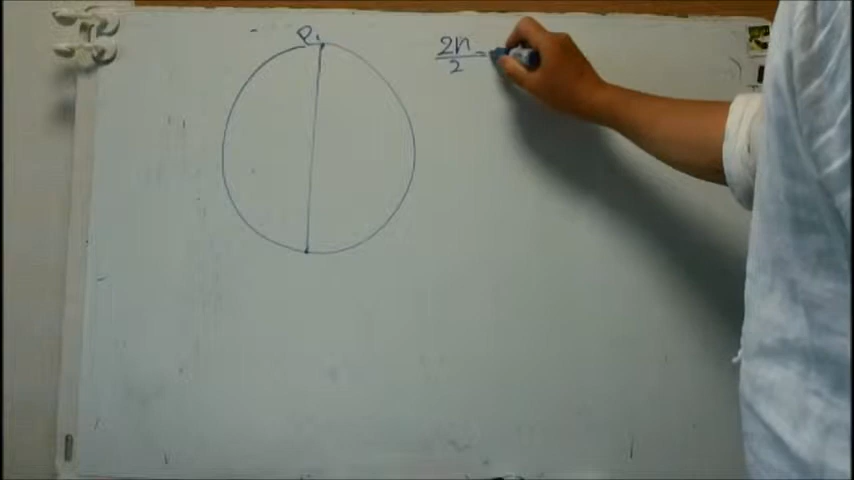 P₁
2n/2 =